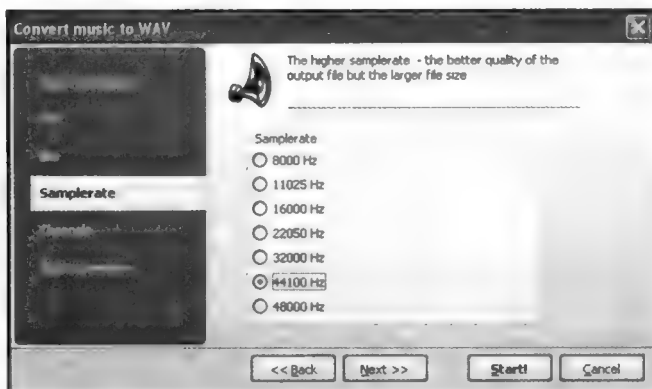 Convert music to WAV
The higher samplerate - the better quality of the
output file but the larger file size
Samplerate
Samplerate
8000 Hz
11025 Hz
16000 Hz
22050 Hz
32000 Hz
44100 Hz
48000 Hz
<< Back
Next >>
Start!
Cancel